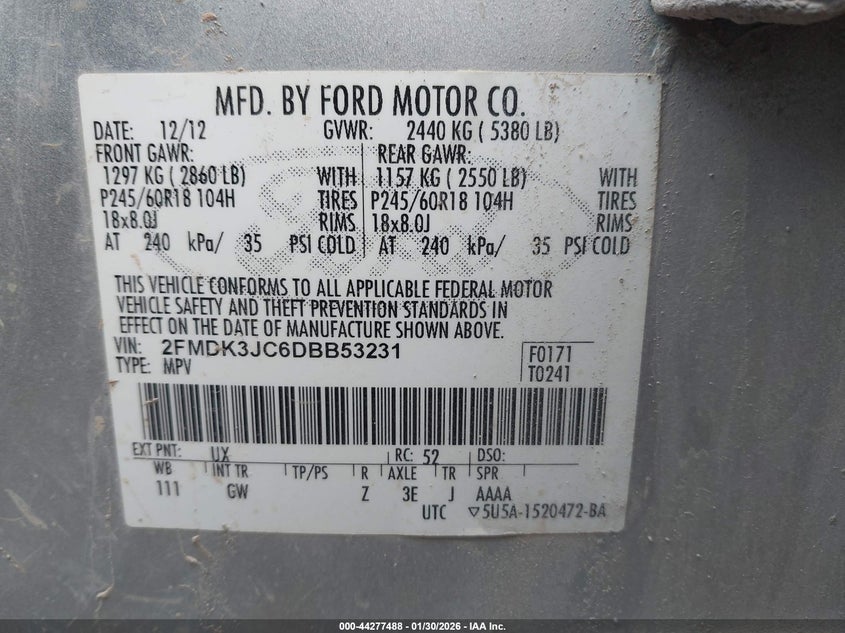 MFD. BY FORD MOTOR CO.
DATE: 12/12 GVWR: 2440 KG ( 5380 LB)
FRONT GAWR: REAR GAWR:
1297 KG ( 2860 LB) WITH 1157 KG ( 2550 LB) WITH
P245/60R18 104H TIRES P245/60R18 104H TIRES
18x8.0J RIMS 18x8.0J RIMS
AT 240 kPa/ 35 PSI COLD AT 240 kPa/ 35 PSI COLD
THIS VEHICLE CONFORMS TO ALL APPLICABLE FEDERAL MOTOR
VEHICLE SAFETY AND THEFT PREVENTION STANDARDS IN
EFFECT ON THE DATE OF MANUFACTURE SHOWN ABOVE.
VIN: 2FMDK3JC6DBB53231 F0171
TYPE: MPV T0241
EXT PNT: UX RC: 52 DSO:
WB INT TR TP/PS R AXLE TR SPR
111 GW Z 3E J AAAA
UTC ▽5U5A-1520472-BA
000-44277488 - 01/30/2026 - IAA Inc.